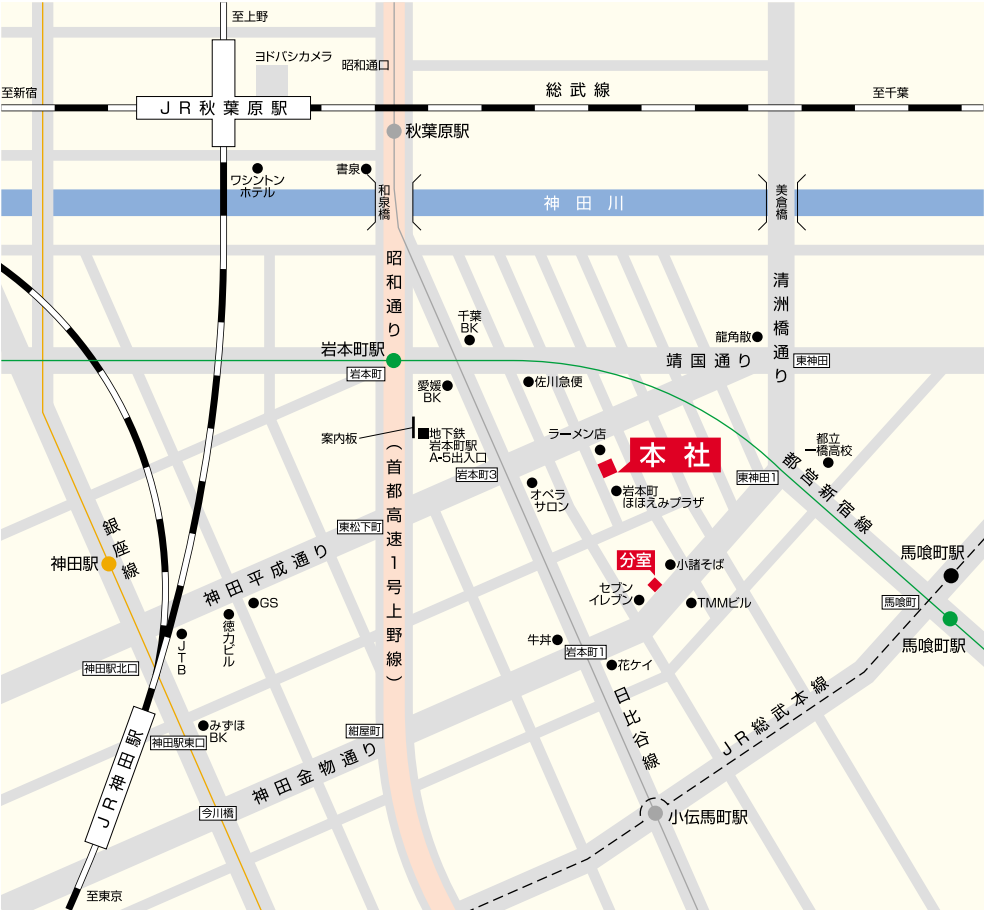 至上野
ヨドバシカメラ
昭和通口
至新宿
総武線
至千葉
JR秋葉原駅
秋葉原駅
ワシントン
ホテル
書泉
和泉橋
神田川
美倉橋
昭和通り
清洲橋通り
千葉
BK
龍角散
岩本町駅
靖国通り
東神田
岩本町
愛媛
BK
佐川急便
案内板
地下鉄
岩本町駅
A-5出入口
ラーメン店
本社
都立
一橋高校
岩本町3
東神田1
都営新宿線
オペラ
サロン
岩本町
ほほえみプラザ
(首都高速1号上野線)
銀座線
東松下町
神田駅
神田平成通り
分室
小諸そば
馬喰町駅
GS
セブン
イレブン
TMMビル
馬喰町
徳力ビル
JTB
牛丼
岩本町1
花ケイ
馬喰町駅
神田駅北口
日比谷線
JR総武本線
みずほ
BK
神田駅東口
紺屋町
神田金物通り
JR神田駅
今川橋
小伝馬町駅
至東京